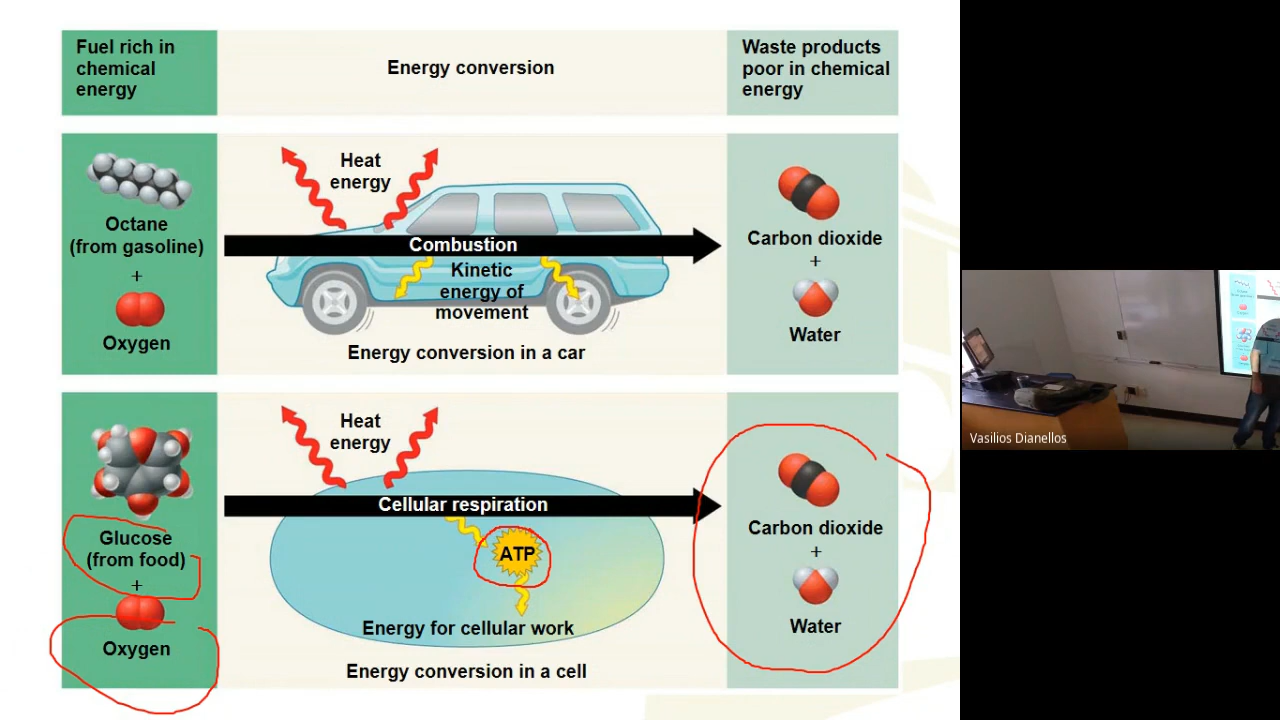 Fuel rich in
chemical
energy
Energy conversion
Waste products
poor in chemical
energy
Heat
energy
Octane
(from gasoline)
+
Oxygen
Combustion
Kinetic
energy of
movement
Energy conversion in a car
Carbon dioxide
+
Water
Heat
energy
Glucose
(from food)
+
Oxygen
Cellular respiration
ATP
Energy for cellular work
Energy conversion in a cell
Carbon dioxide
+
Water
Vasilios Dianellos